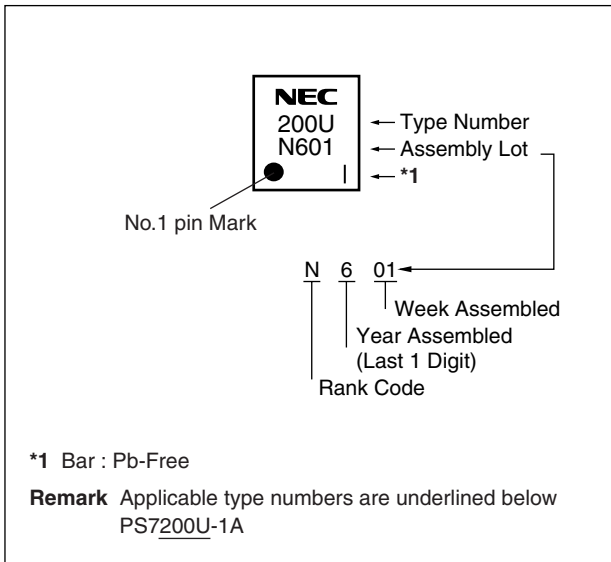 NEC
200U
Type Number
N601
Assembly Lot
|
*1
No.1 pin Mark
N 6 01
Week Assembled
Year Assembled
(Last 1 Digit)
Rank Code
*1 Bar : Pb-Free
Remark Applicable type numbers are underlined below
PS7200U-1A